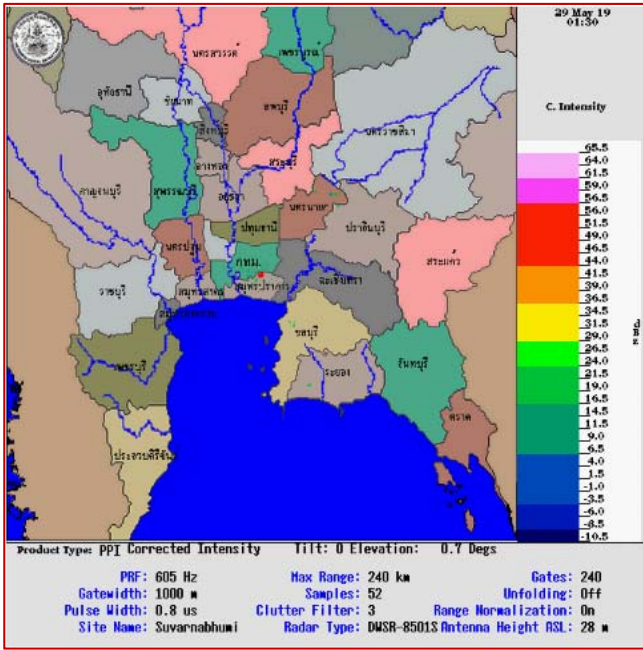 29 May 19
01:30
C. Intensity
นครสวรรค์
เพชรบูรณ์
อุทัยธานี
ชัยนาท
ลพบุรี
สิงห์บุรี
นครราชสีมา
อ่างทอง
สระบุรี
กาญจนบุรี
สุพรรณบุรี
อยุธยา
นครนายก
ปทุมธานี
ปราจีนบุรี
นครปฐม
กทม.
สระแก้ว
ราชบุรี
สมุทรสาคร
สมุทรปราการ
ฉะเชิงเทรา
ชลบุรี
เพชรบุรี
ระยอง
จันทบุรี
ตราด
ประจวบคีรีขันธ์
65.5
64.0
61.5
59.0
56.5
56.0
51.5
49.0
46.5
44.0
41.5
39.0
36.5
34.0
31.5
29.0
26.5
24.0
21.5
19.0
16.5
14.0
11.5
9.0
6.5
4.0
1.5
-1.0
-3.5
-6.0
-8.5
-10.5
Product Type: PPI Corrected Intensity Tilt: 0 Elevation: 0.7 Degs
PRF: 605 Hz Max Range: 240 km Gates: 240
Gatewidth: 1000 m Samples: 52 Unfolding: Off
Pulse Width: 0.8 us Clutter Filter: 3 Range Normalization: On
Site Name: Suvarnabhumi Radar Type: DWSR-8501S Antenna Height ASL: 28 m